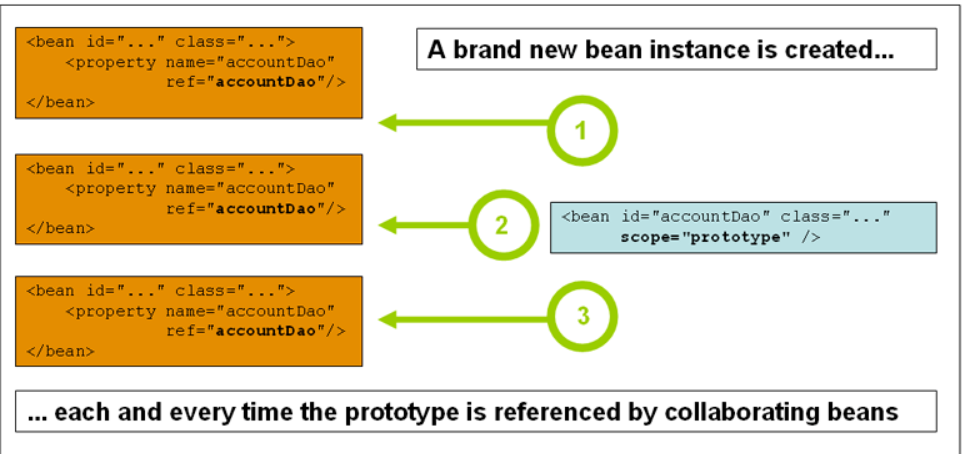 <bean id="..." class="...">
<property name="accountDao"
ref="accountDao"/>
</bean>
A brand new bean instance is created...
1
<bean id="..." class="...">
<property name="accountDao"
ref="accountDao"/>
</bean>
2
<bean id="accountDao" class="..."
scope="prototype" />
<bean id="..." class="...">
<property name="accountDao"
ref="accountDao"/>
</bean>
3
... each and every time the prototype is referenced by collaborating beans